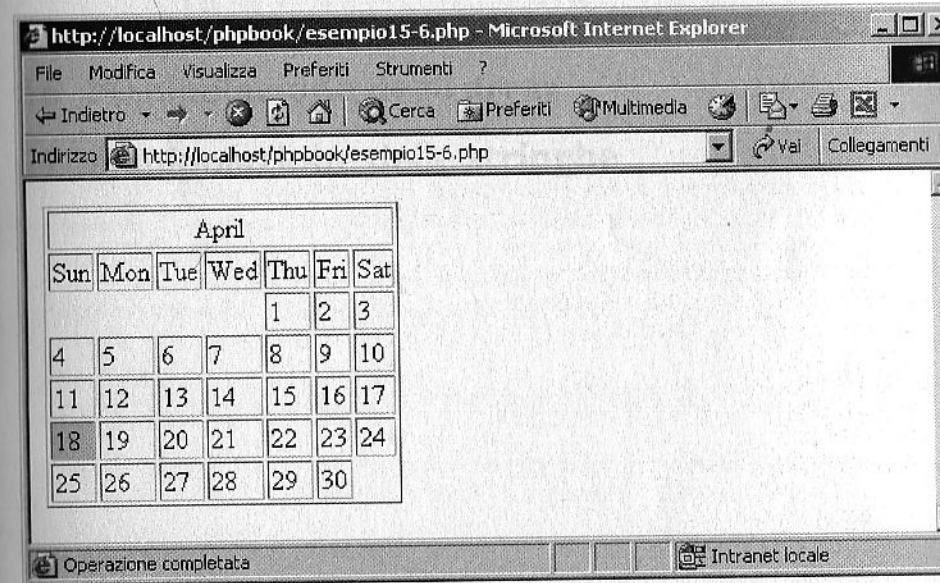 http://localhost/phpbook/esempio15-6.php - Microsoft Internet Explorer
File Modifica Visualizza Preferiti Strumenti ?
Indietro Cerca Preferiti Multimedia
Indirizzo http://localhost/phpbook/esempio15-6.php Vai Collegamenti
April
Sun Mon Tue Wed Thu Fri Sat
1 2 3
4 5 6 7 8 9 10
11 12 13 14 15 16 17
18 19 20 21 22 23 24
25 26 27 28 29 30
Operazione completata Intranet locale